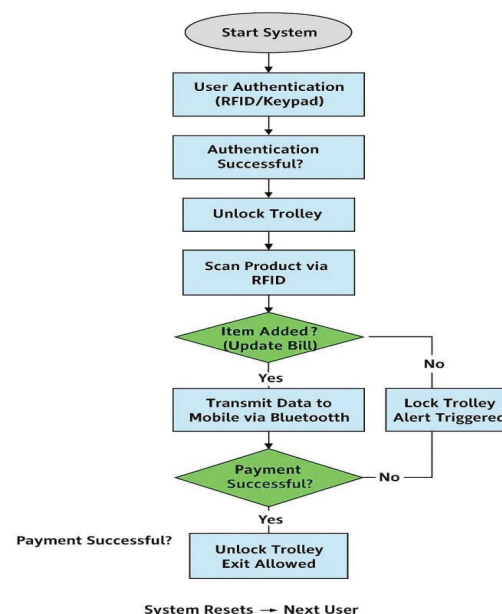 Start System
User Authentication
(RFID/Keypad)
Authentication
Successful?
Unlock Trolley
Scan Product via
RFID
Item Added?
(Update Bill)
No
Yes
Transmit Data to
Mobile via Bluetootth
Lock Trolley
Alert Triggered
Payment
Successful?
No
Yes
Payment Successful?
Unlock Trolley
Exit Allowed
System Resets → Next User